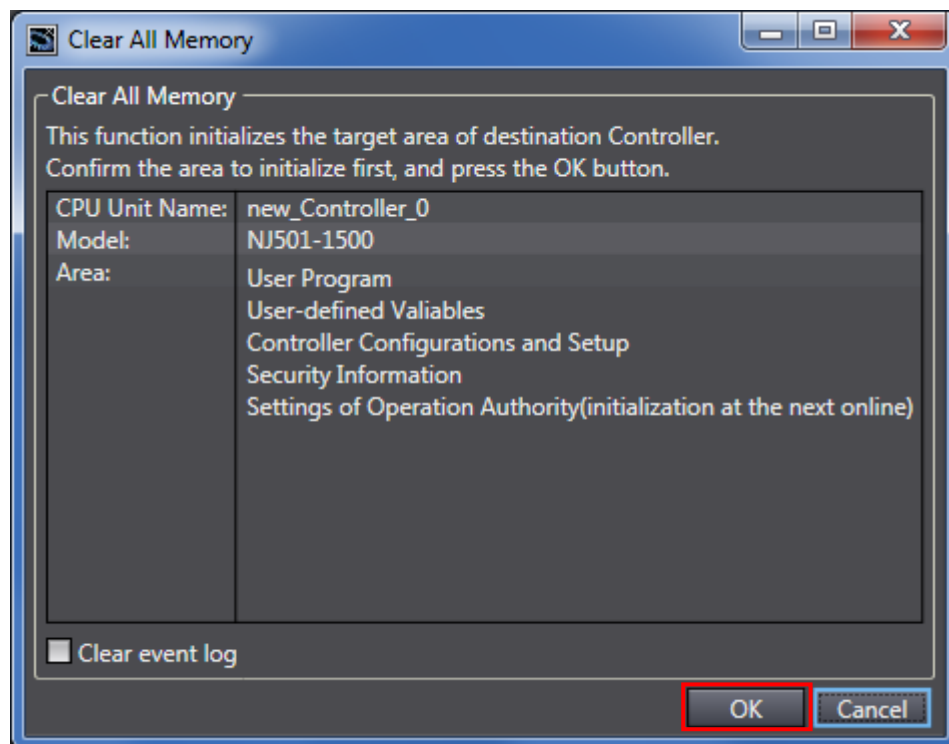 Clear All Memory
Clear All Memory
This function initializes the target area of destination Controller.
Confirm the area to initialize first, and press the OK button.
CPU Unit Name: new_Controller_0
Model: NJ501-1500
Area: User Program
User-defined Valiables
Controller Configurations and Setup
Security Information
Settings of Operation Authority(initialization at the next online)
Clear event log
OK Cancel